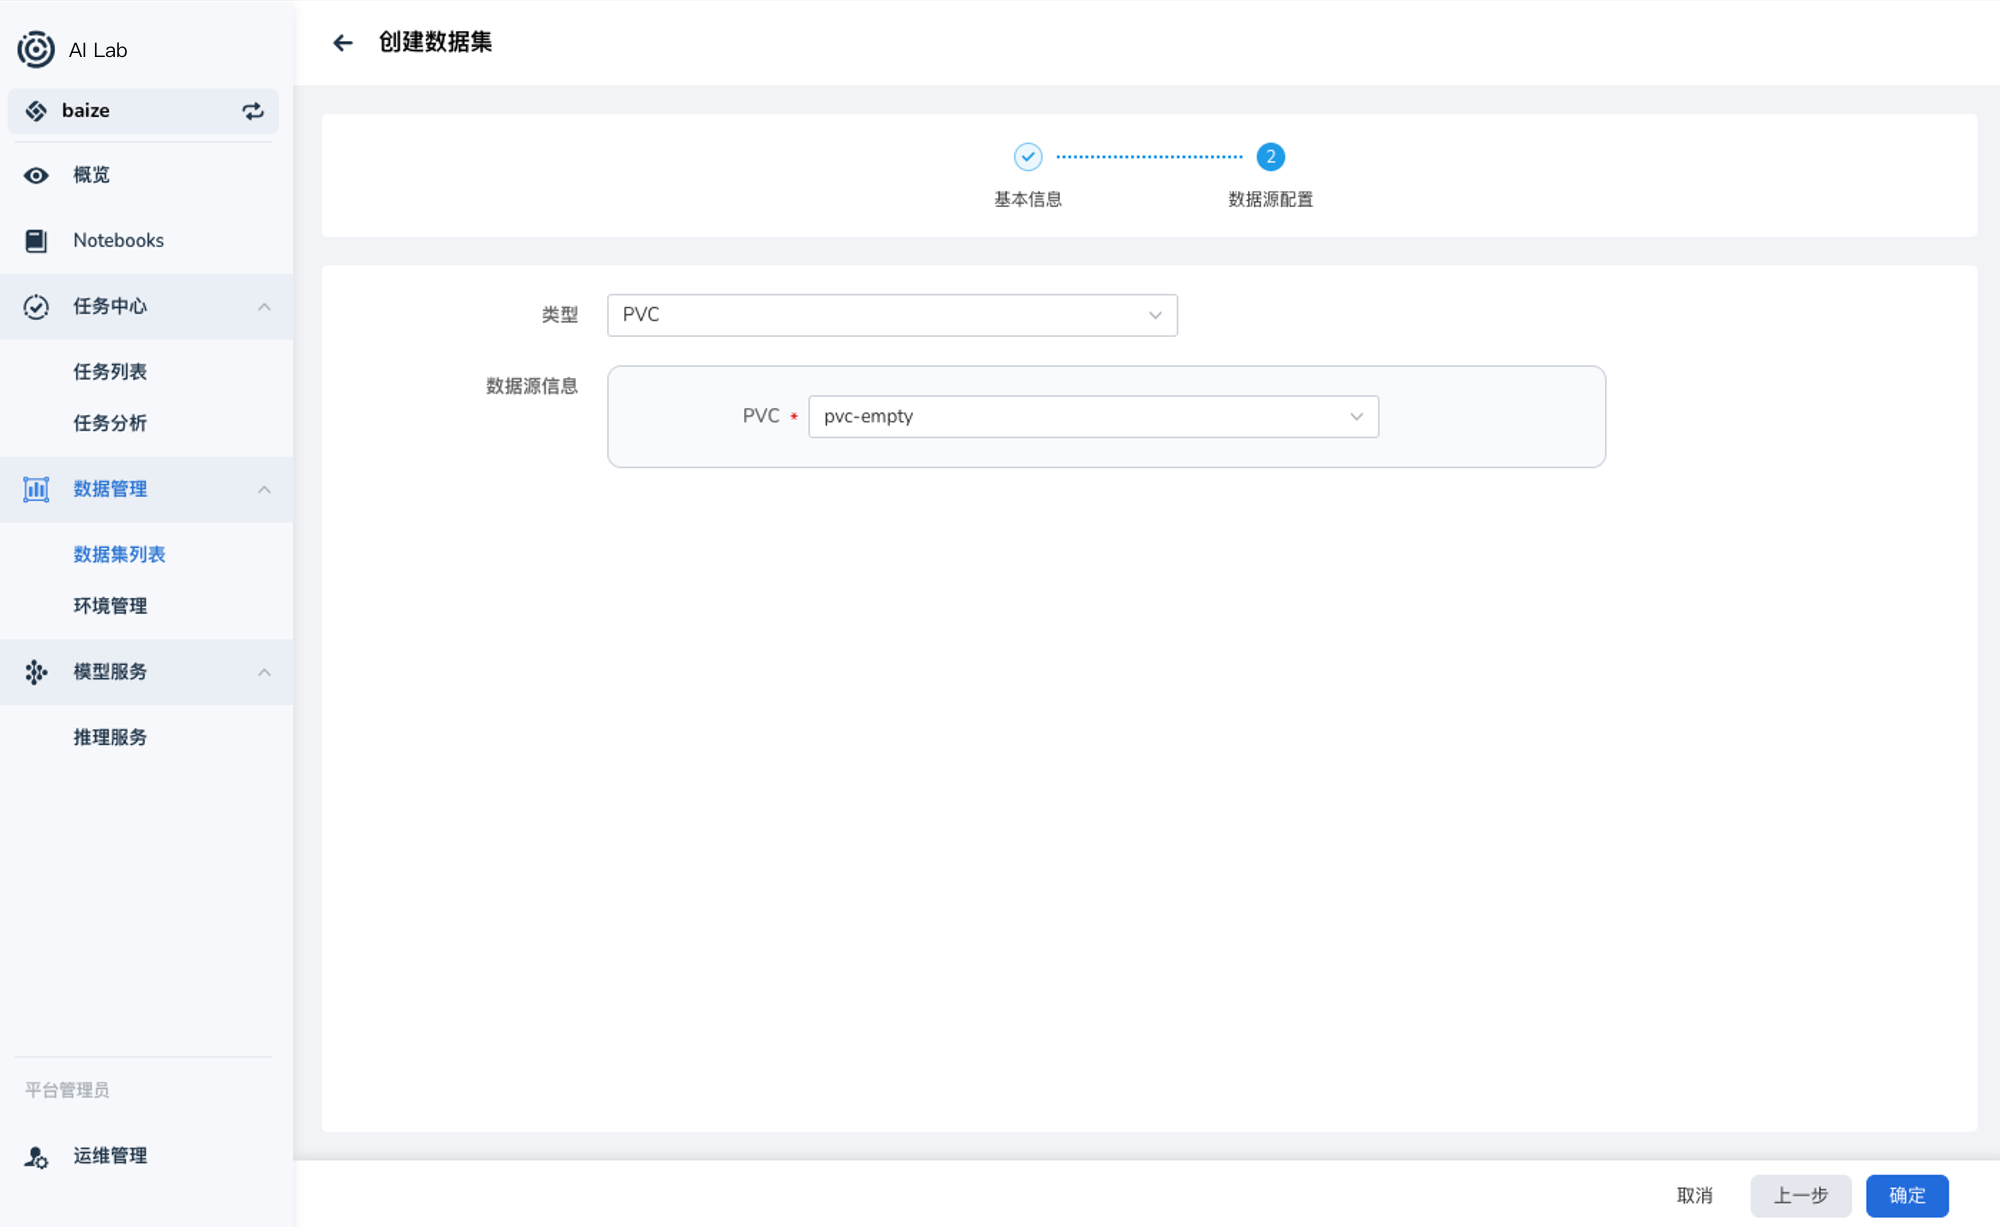 AI Lab
baize
概览
Notebooks
任务中心
任务列表
任务分析
数据管理
数据集列表
环境管理
模型服务
推理服务
平台管理员
运维管理
创建数据集
2
基本信息
数据源配置
类型 PVC
数据源信息
PVC * pvc-empty
取消 上一步 确定